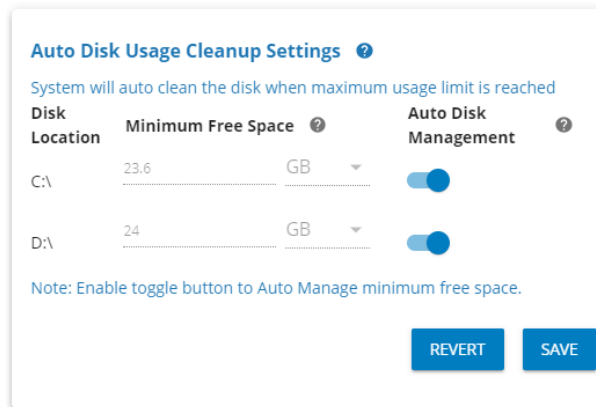 Auto Disk Usage Cleanup Settings ?
System will auto clean the disk when maximum usage limit is reached
Disk Location Minimum Free Space ? Auto Disk Management ?
C:\ 23.6 GB
D:\ 24 GB
Note: Enable toggle button to Auto Manage minimum free space.
REVERT SAVE